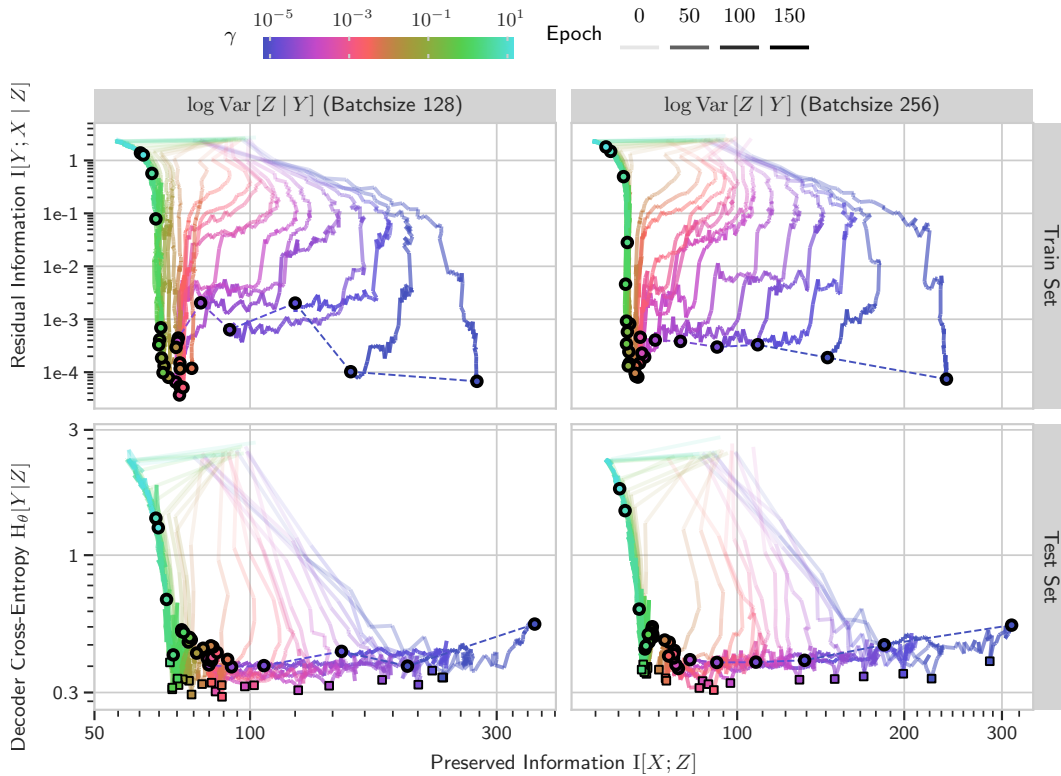 γ 10⁻⁵ 10⁻³ 10⁻¹ 10¹
Epoch 0 50 100 150
log Var [Z | Y] (Batchsize 128)
log Var [Z | Y] (Batchsize 256)
Residual Information I[Y; X | Z]
1
1e−1
1e−2
1e−3
1e−4
Train Set
Decoder Cross-Entropy H_θ[Y|Z]
3
1
0.3
Test Set
50 100 300
100 200 300
Preserved Information I[X; Z]